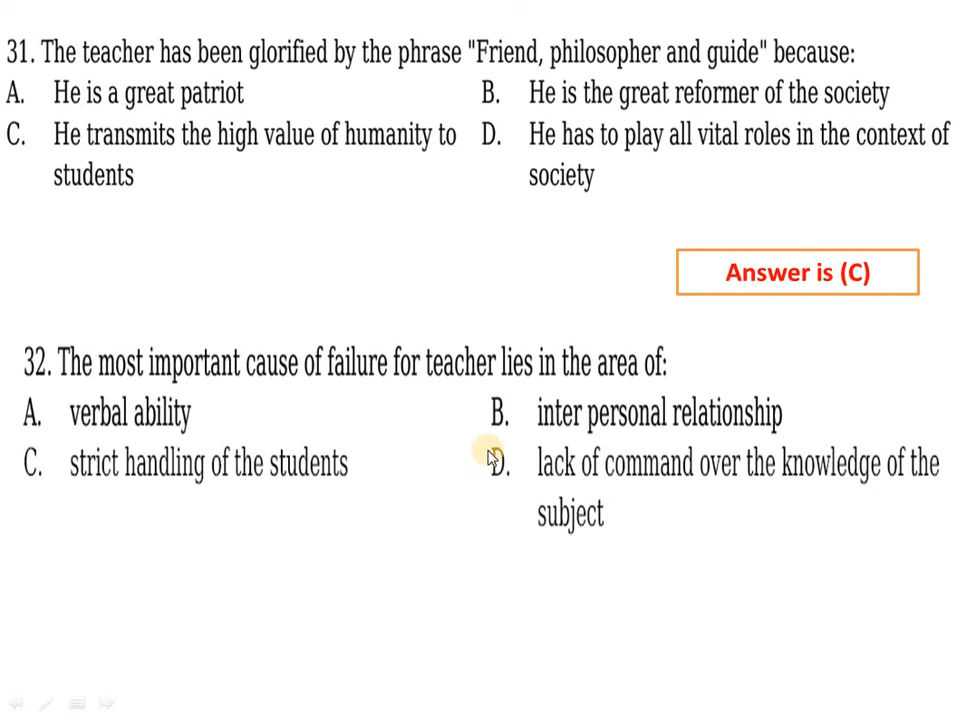 31. The teacher has been glorified by the phrase "Friend, philosopher and guide" because:
A. He is a great patriot
B. He is the great reformer of the society
C. He transmits the high value of humanity to
students
D. He has to play all vital roles in the context of
society
Answer is (C)
32. The most important cause of failure for teacher lies in the area of:
A. verbal ability
B. inter personal relationship
C. strict handling of the students
D. lack of command over the knowledge of the
subject